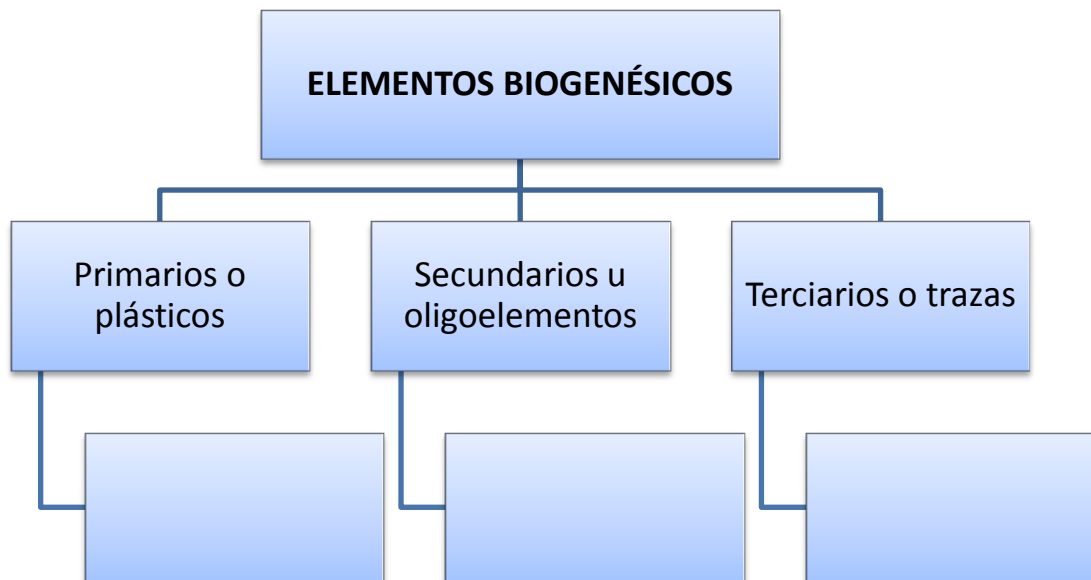 ELEMENTOS BIOGENÉSICOS
Primarios o
plásticos
Secundarios u
oligoelementos
Terciarios o trazas